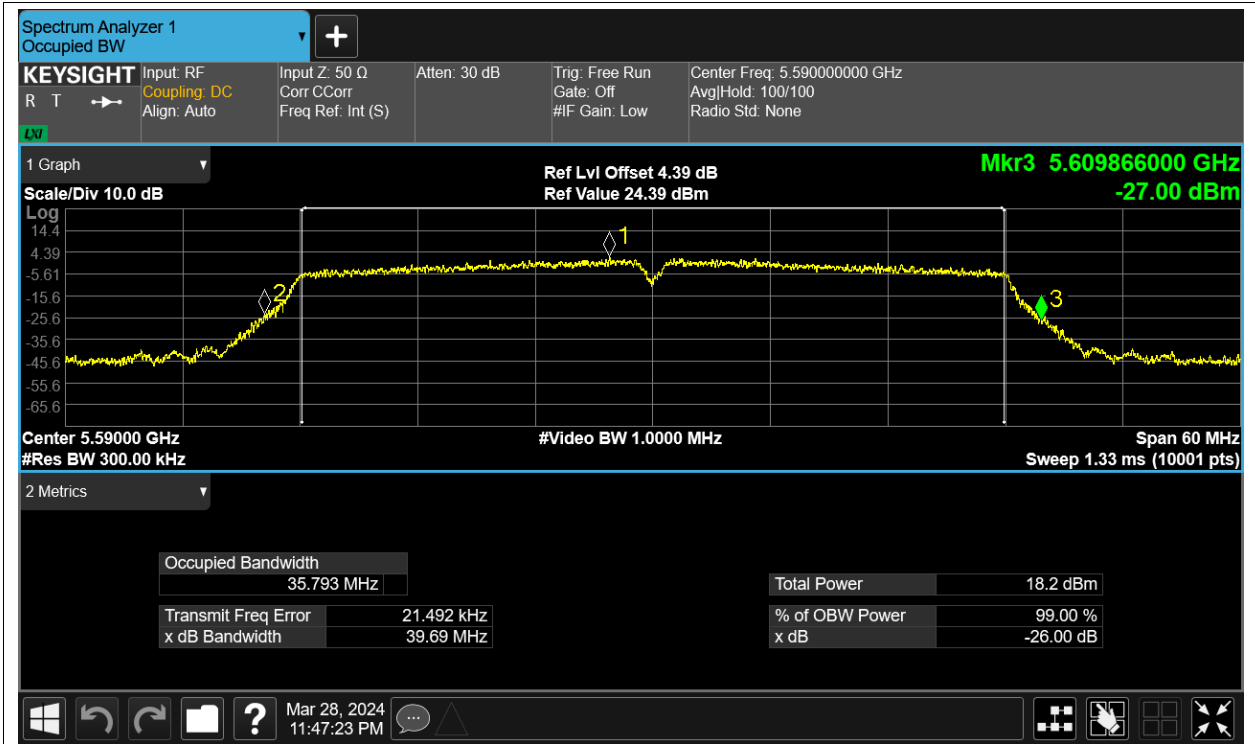 Spectrum Analyzer 1
Occupied BW
KEYSIGHT
R T
LXI
Input: RF
Coupling: DC
Align: Auto
Input Z: 50 Ω
Corr CCorr
Freq Ref: Int (S)
Atten: 30 dB
Trig: Free Run
Gate: Off
#IF Gain: Low
Center Freq: 5.590000000 GHz
Avg|Hold: 100/100
Radio Std: None
1 Graph
Scale/Div 10.0 dB
Ref Lvl Offset 4.39 dB
Ref Value 24.39 dBm
Mkr3 5.609866000 GHz
-27.00 dBm
Log
14.4
4.39
-5.61
-15.6
-25.6
-35.6
-45.6
-55.6
-65.6
1
2
3
Center 5.59000 GHz
#Res BW 300.00 kHz
#Video BW 1.0000 MHz
Span 60 MHz
Sweep 1.33 ms (10001 pts)
2 Metrics
Occupied Bandwidth
35.793 MHz
Transmit Freq Error 21.492 kHz
x dB Bandwidth 39.69 MHz
Total Power 18.2 dBm
% of OBW Power 99.00 %
x dB -26.00 dB
?
Mar 28, 2024
11:47:23 PM